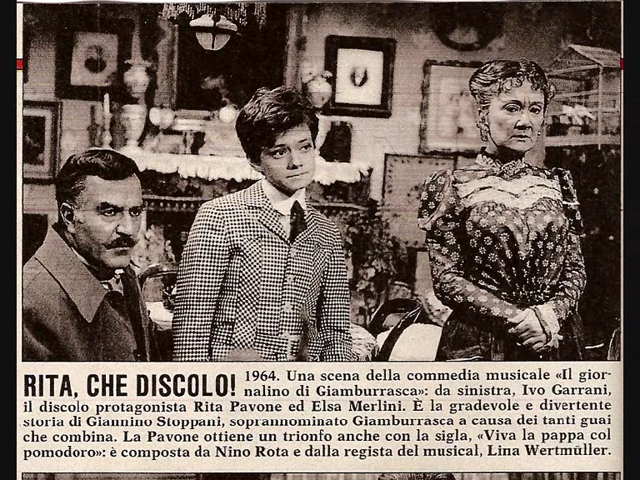 RITA, CHE DISCOLO! 1964. Una scena della commedia musicale «Il gior-
nalino di Giamburrasca»: da sinistra, Ivo Garrani,
il discolo protagonista Rita Pavone ed Elsa Merlini. È la gradevole e divertente
storia di Giannino Stoppani, soprannominato Giamburrasca a causa dei tanti guai
che combina. La Pavone ottiene un trionfo anche con la sigla, «Viva la pappa col
pomodoro»: è composta da Nino Rota e dalla regista del musical, Lina Wertmüller.